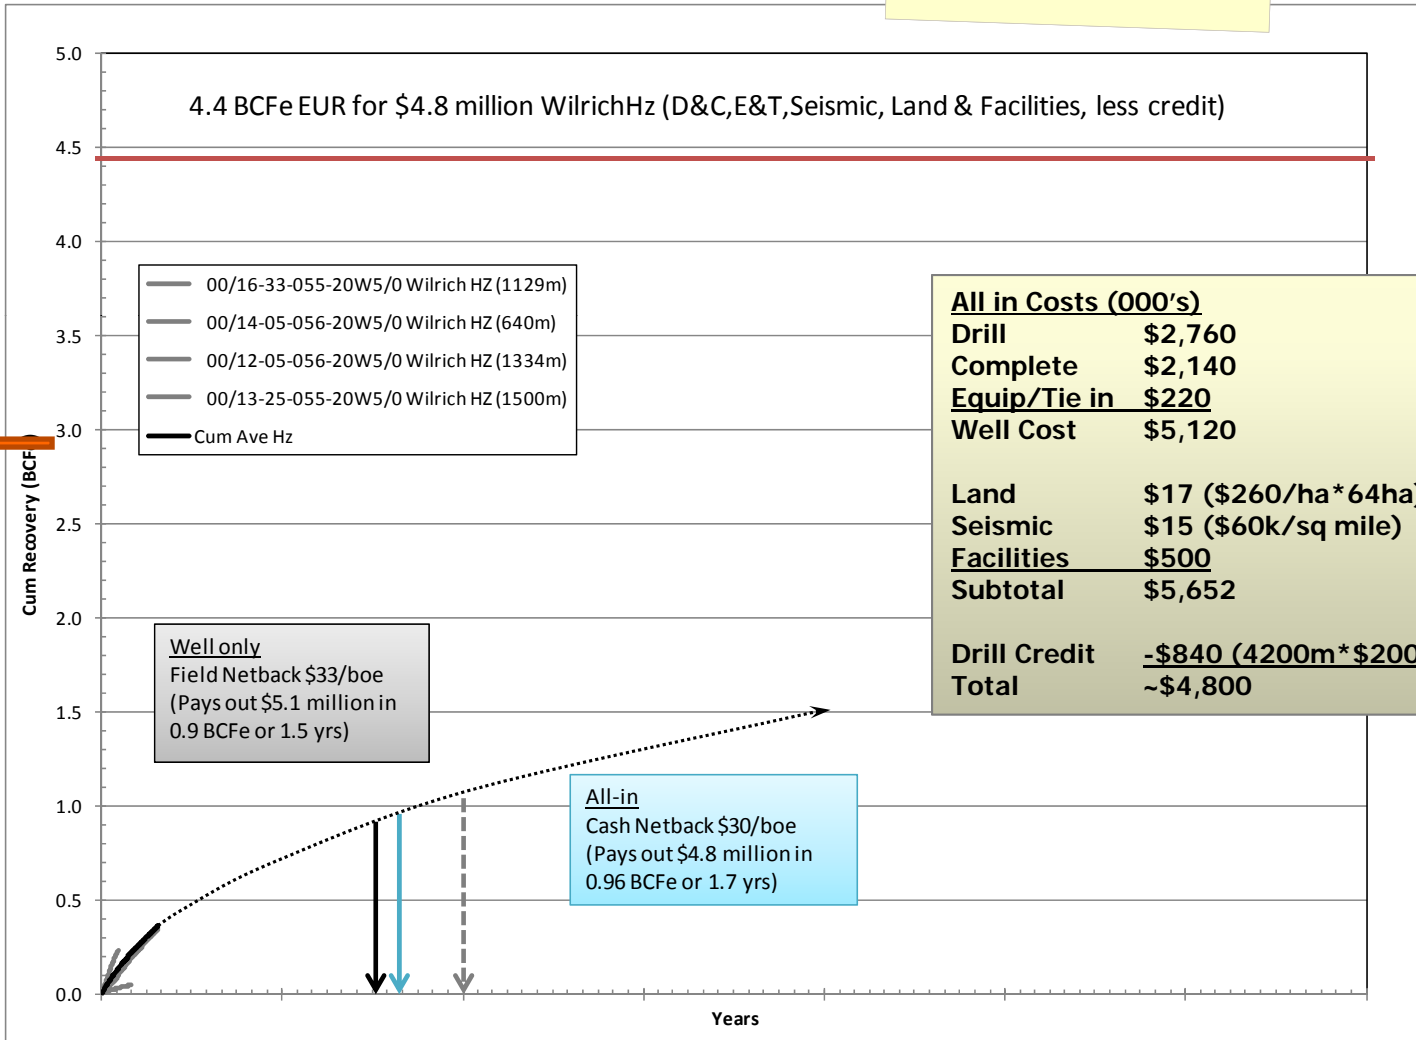 4.4 BCFe EUR for $4.8 million WilrichHz (D&C,E&T,Seismic, Land & Facilities, less credit)
5.0
4.5
4.0
3.5
3.0
2.5
2.0
1.5
1.0
0.5
0.0
Cum Recovery (BCF
00/16-33-055-20W5/0 Wilrich HZ (1129m)
00/14-05-056-20W5/0 Wilrich HZ (640m)
00/12-05-056-20W5/0 Wilrich HZ (1334m)
00/13-25-055-20W5/0 Wilrich HZ (1500m)
Cum Ave Hz
All in Costs (000's)
Drill $2,760
Complete $2,140
Equip/Tie in $220
Well Cost $5,120
Land $17 ($260/ha*64ha)
Seismic $15 ($60k/sq mile)
Facilities $500
Subtotal $5,652
Drill Credit -$840 (4200m*$200
Total ~$4,800
Well only
Field Netback $33/boe
(Pays out $5.1 million in
0.9 BCFe or 1.5 yrs)
All-in
Cash Netback $30/boe
(Pays out $4.8 million in
0.96 BCFe or 1.7 yrs)
Years